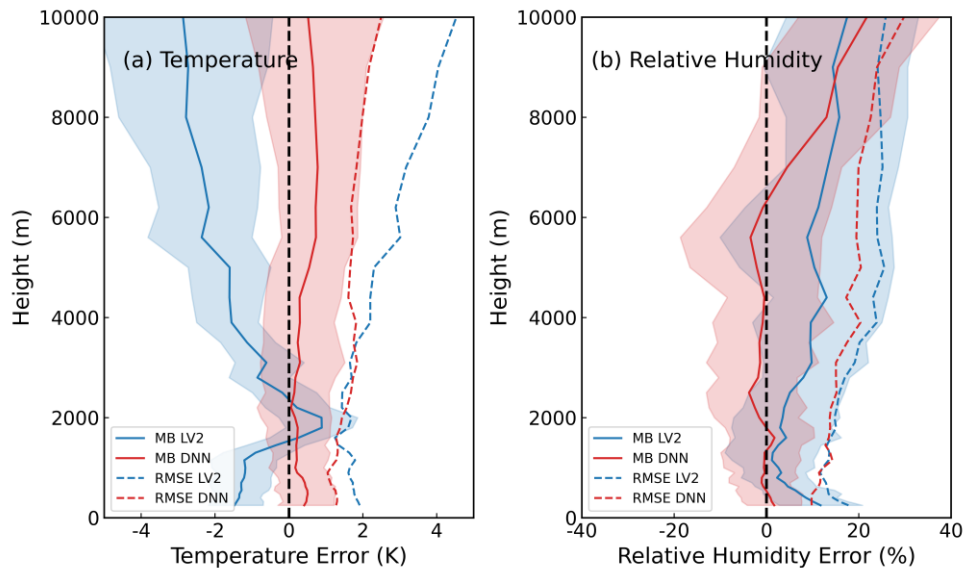 (a) Temperature
10000
8000
6000
4000
2000
0
Height (m)
MB LV2
MB DNN
RMSE LV2
RMSE DNN
-4 -2 0 2 4
Temperature Error (K)
(b) Relative Humidity
10000
8000
6000
4000
2000
0
Height (m)
MB LV2
MB DNN
RMSE LV2
RMSE DNN
-40 -20 0 20 40
Relative Humidity Error (%)